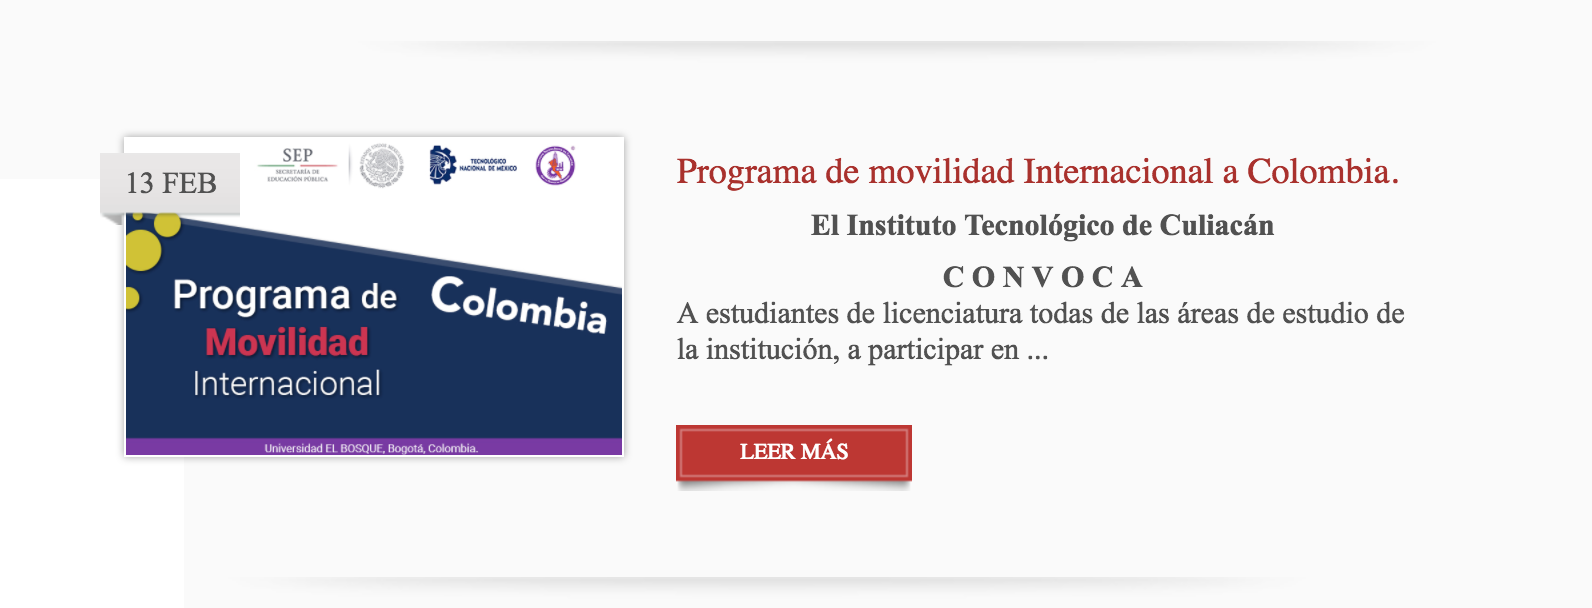 13 FEB
SEP
SECRETARÍA DE
EDUCACIÓN PÚBLICA
TECNOLÓGICO
NACIONAL DE MÉXICO
Programa de
Movilidad
Internacional
Colombia
Universidad EL BOSQUE, Bogotá, Colombia.
Programa de movilidad Internacional a Colombia.
El Instituto Tecnológico de Culiacán
C O N V O C A
A estudiantes de licenciatura todas de las áreas de estudio de
la institución, a participar en ...
LEER MÁS